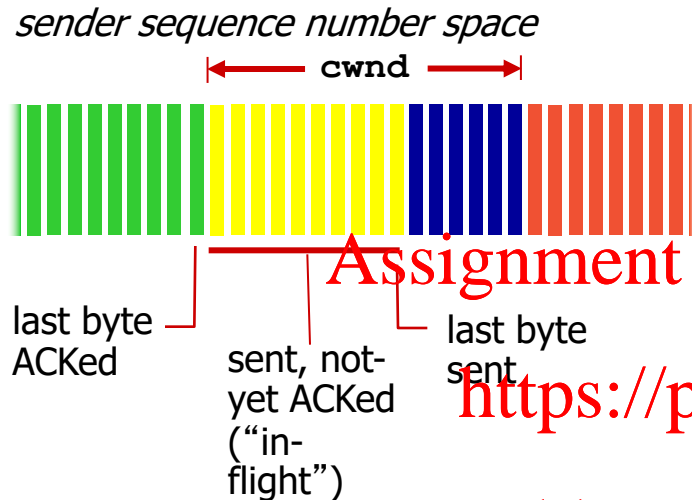 sender sequence number space
cwnd
Assignment
last byte
ACKed
sent, not-
yet ACKed
(“in-
flight”)
last byte
sent
https://p